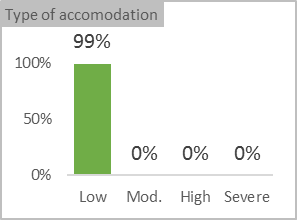 Type of accomodation
99%
100%
50%
0% 0% 0%
0%
Low Mod. High Severe